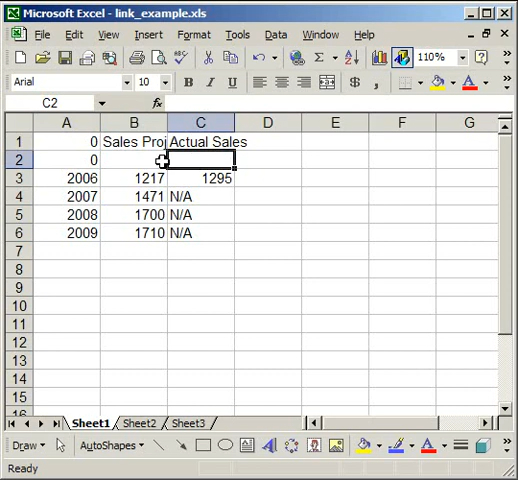 Microsoft Excel - link_example.xls
File Edit View Insert Format Tools Data Window Help
Σ A Z 110% »
Arial 10 B I U $ A »
C2 fx
A B C D E F G
1 0 Sales Proj Actual Sales
2 0
3 2006 1217 1295
4 2007 1471 N/A
5 2008 1700 N/A
6 2009 1710 N/A
7
8
9
10
11
12
13
14
15
16
Sheet1 Sheet2 Sheet3
Draw AutoShapes A A »
Ready